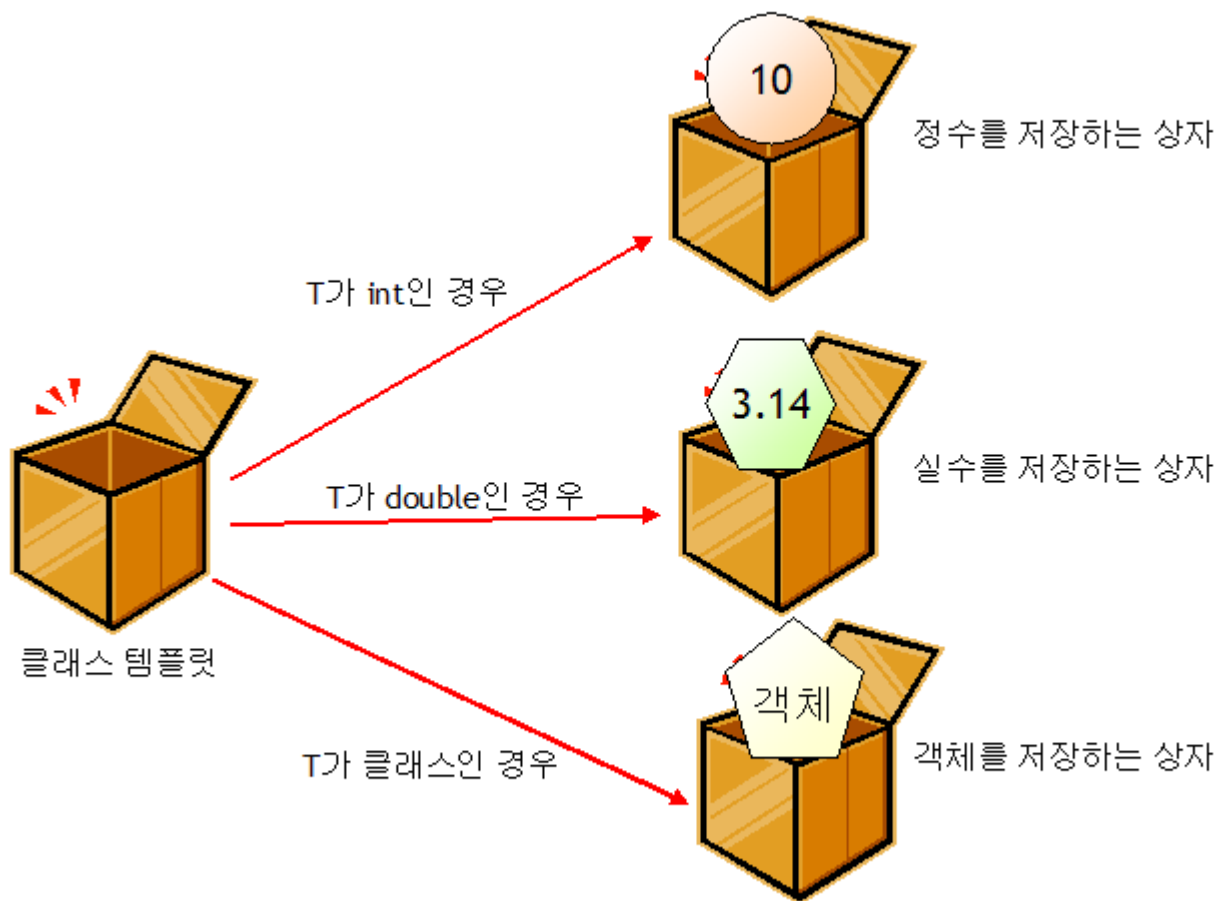 10
정수를 저장하는 상자
T가 int인 경우
3.14
실수를 저장하는 상자
T가 double인 경우
클래스 템플릿
객체
객체를 저장하는 상자
T가 클래스인 경우